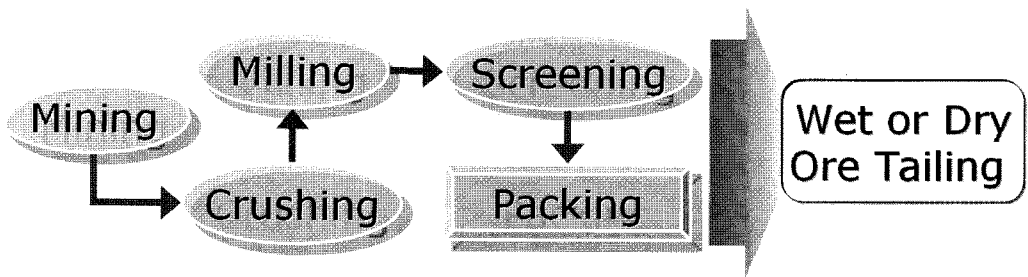 Mining
Crushing
Milling
Screening
Packing
Wet or Dry
Ore Tailing